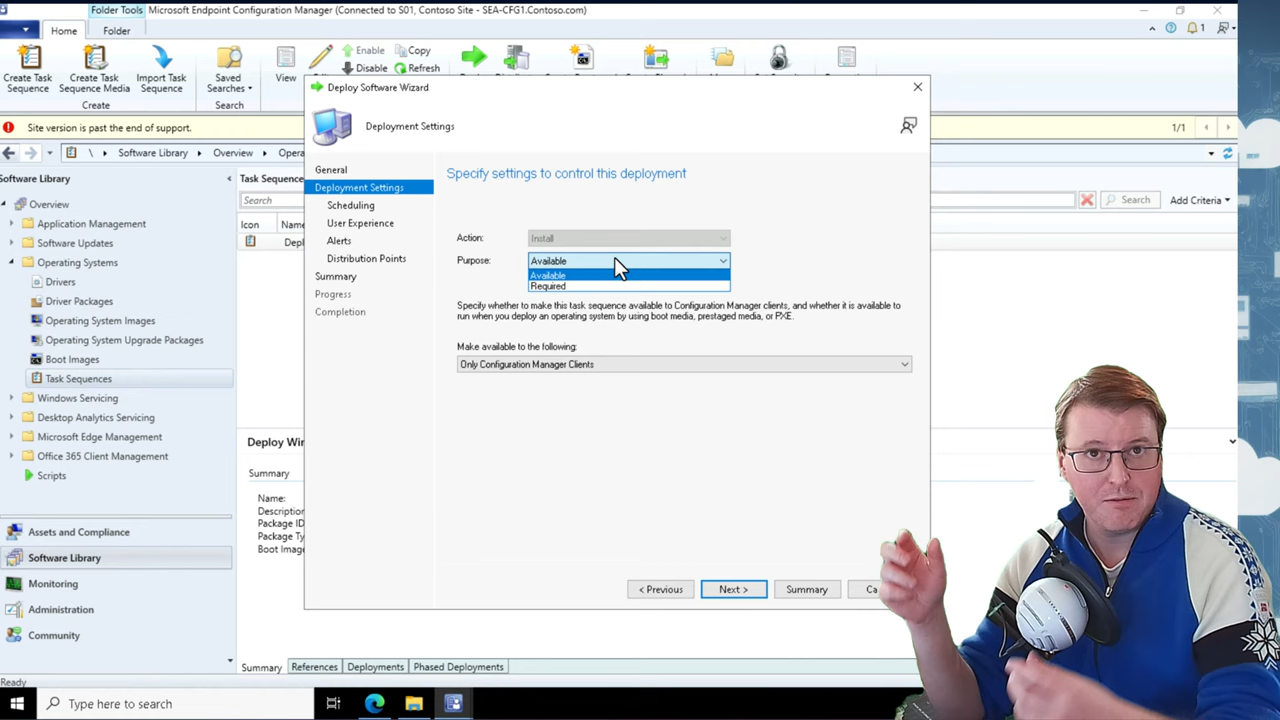 Folder Tools
Microsoft Endpoint Configuration Manager (Connected to S01, Contoso Site - SEA-CFG1.Contoso.com)
Home
Folder
1
Create Task
Sequence
Create Task
Sequence Media
Import Task
Sequence
Create
Saved
Searches
Search
View
Enable
Disable
Copy
Refresh
Site version is past the end of support.
1/1
\ Software Library Overview
Software Library
Overview
Application Management
Software Updates
Operating Systems
Drivers
Driver Packages
Operating System Images
Operating System Upgrade Packages
Boot Images
Task Sequences
Windows Servicing
Desktop Analytics Servicing
Microsoft Edge Management
Office 365 Client Management
Scripts
Assets and Compliance
Software Library
Monitoring
Administration
Community
Ready
Search
Icon
Search
Add Criteria
Summary
Name:
Package ID
Summary References Deployments Phased Deployments
Deploy Software Wizard
Deployment Settings
General
Deployment Settings
Scheduling
User Experience
Alerts
Distribution Points
Summary
Progress
Completion
Specify settings to control this deployment
Action: Install
Purpose: Available
Available
Required
Specify whether to make this task sequence available to Configuration Manager clients, and whether it is available to
run when you deploy an operating system by using boot media, prestaged media, or PXE.
Make available to the following:
Only Configuration Manager Clients
< Previous
Next >
Summary
Type here to search